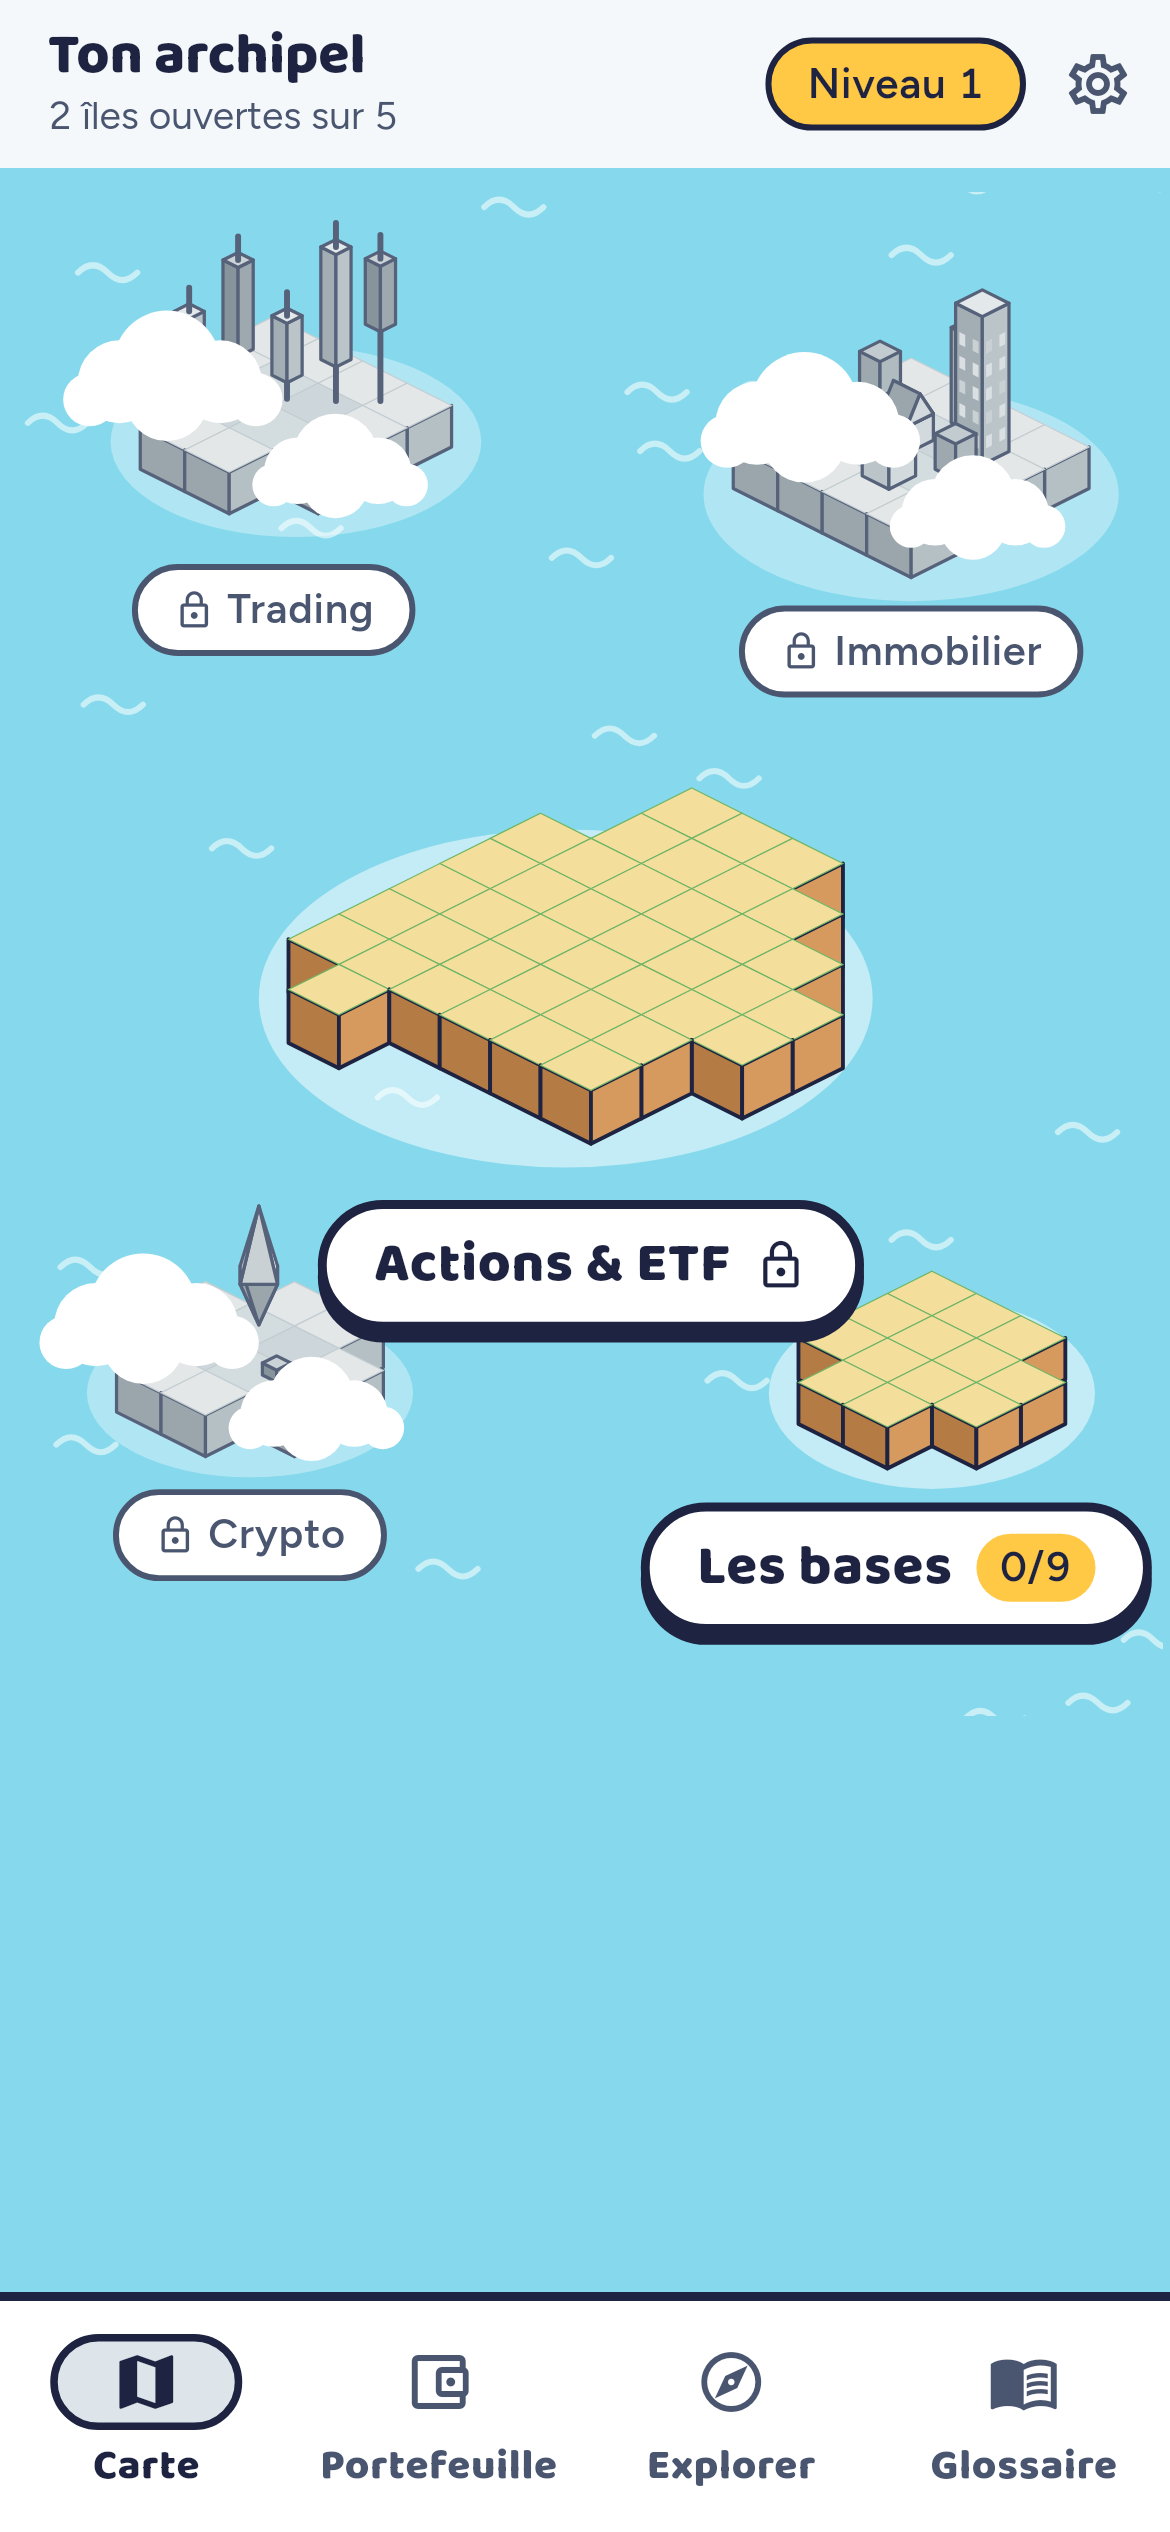 Ton archipel
2 îles ouvertes sur 5
Niveau 1
Trading
Immobilier
Actions & ETF
Crypto
Les bases 0/9
Carte
Portefeuille
Explorer
Glossaire